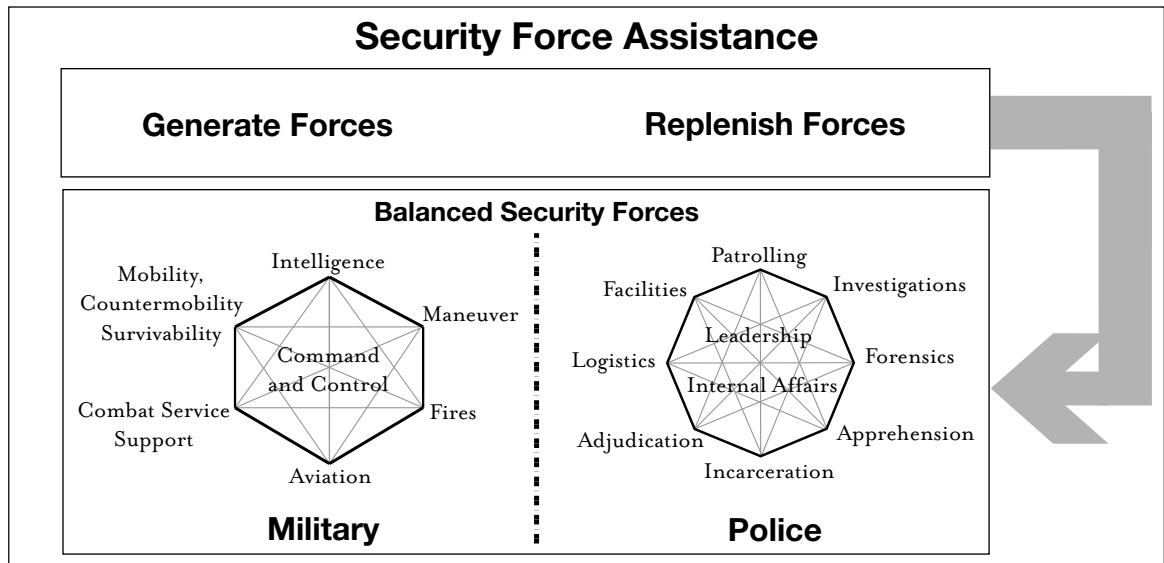 Security Force Assistance
Generate Forces
Replenish Forces
Balanced Security Forces
Intelligence
Mobility,
Countermobility
Survivability
Maneuver
Command
and Control
Combat Service
Support
Fires
Aviation
Military
Patrolling
Facilities
Investigations
Leadership
Logistics
Forensics
Internal Affairs
Adjudication
Apprehension
Incarceration
Police